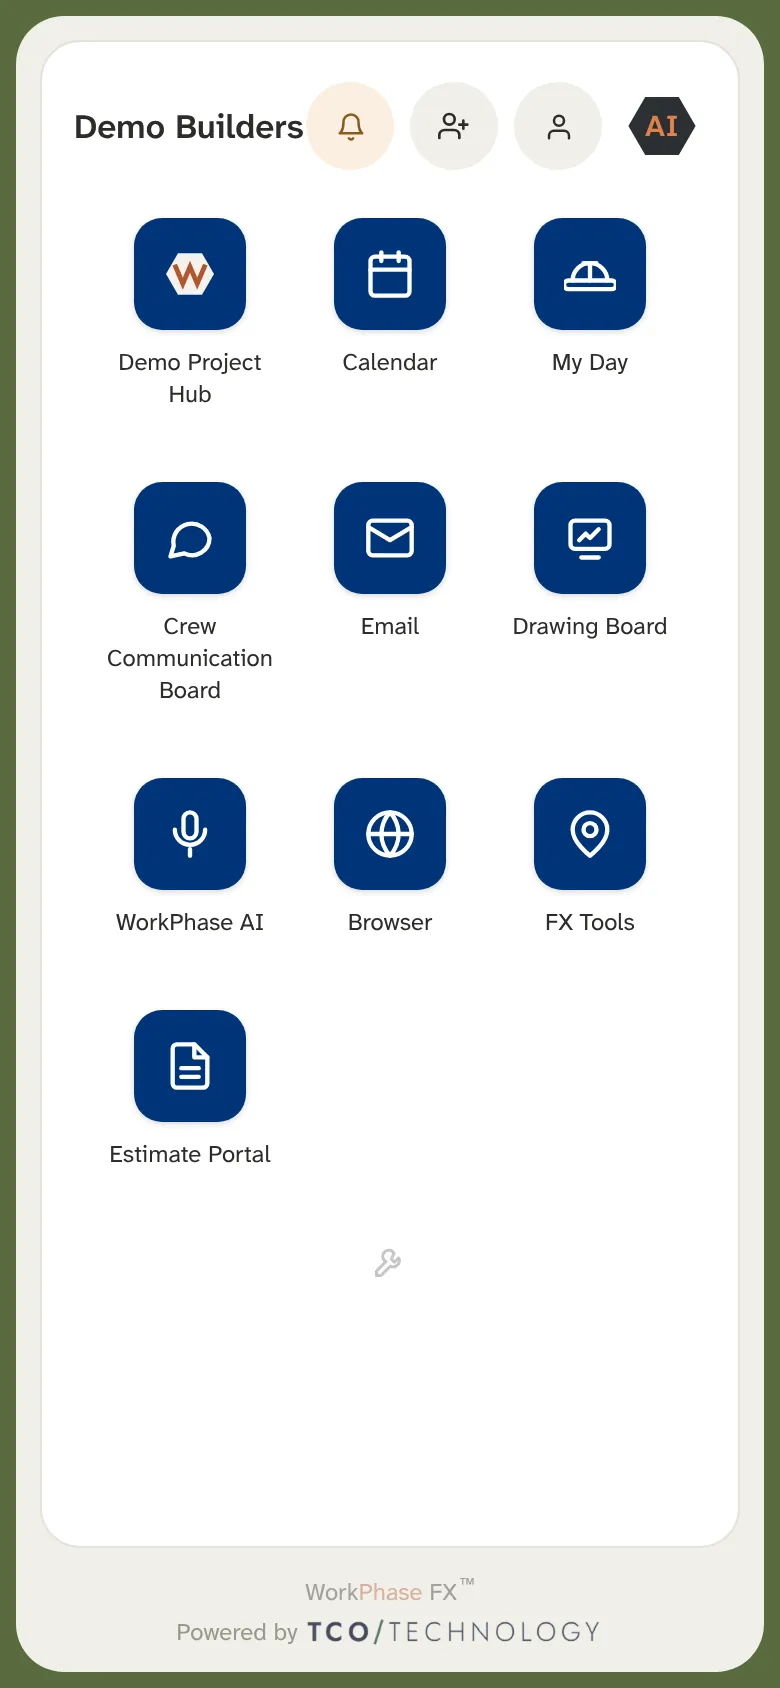 Demo Builders
AI
W
Demo Project
Hub
Calendar
My Day
Crew
Communication
Board
Email
Drawing Board
WorkPhase AI
Browser
FX Tools
Estimate Portal
WorkPhase FX™
Powered by TCO/TECHNOLOGY